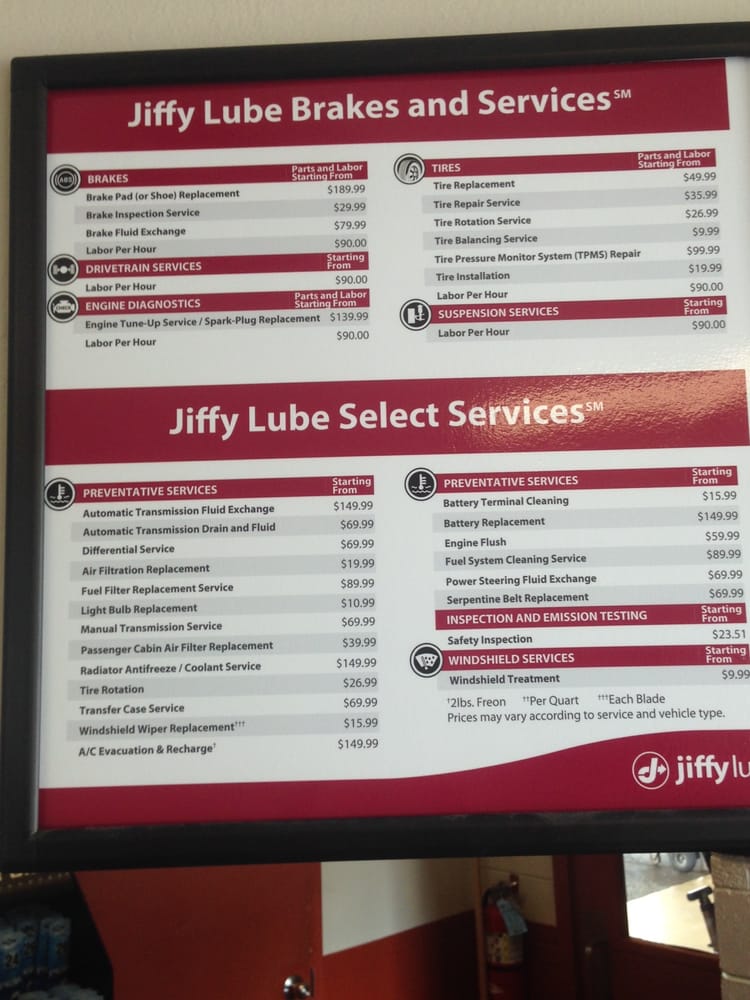 Jiffy Lube Brakes and Services℠
ABS
BRAKES Parts and Labor Starting From
Brake Pad (or Shoe) Replacement $189.99
Brake Inspection Service $29.99
Brake Fluid Exchange $79.99
Labor Per Hour $90.00
DRIVETRAIN SERVICES Starting From
Labor Per Hour $90.00
CHECK
ENGINE DIAGNOSTICS Parts and Labor Starting From
Engine Tune-Up Service / Spark-Plug Replacement $139.99
Labor Per Hour $90.00
TIRES Parts and Labor Starting From
Tire Replacement $49.99
Tire Repair Service $35.99
Tire Rotation Service $26.99
Tire Balancing Service $9.99
Tire Pressure Monitor System (TPMS) Repair $99.99
Tire Installation $19.99
Labor Per Hour $90.00
SUSPENSION SERVICES Starting From
Labor Per Hour $90.00
Jiffy Lube Select Services℠
PREVENTATIVE SERVICES Starting From
Automatic Transmission Fluid Exchange $149.99
Automatic Transmission Drain and Fluid $69.99
Differential Service $69.99
Air Filtration Replacement $19.99
Fuel Filter Replacement Service $89.99
Light Bulb Replacement $10.99
Manual Transmission Service $69.99
Passenger Cabin Air Filter Replacement $39.99
Radiator Antifreeze / Coolant Service $149.99
Tire Rotation $26.99
Transfer Case Service $69.99
Windshield Wiper Replacement††† $15.99
A/C Evacuation & Recharge† $149.99
PREVENTATIVE SERVICES Starting From
Battery Terminal Cleaning $15.99
Battery Replacement $149.99
Engine Flush $59.99
Fuel System Cleaning Service $89.99
Power Steering Fluid Exchange $69.99
Serpentine Belt Replacement $69.99
INSPECTION AND EMISSION TESTING Starting From
Safety Inspection $23.51
WINDSHIELD SERVICES Starting From
Windshield Treatment $9.99
†2lbs. Freon ††Per Quart †††Each Blade
Prices may vary according to service and vehicle type.
jiffy lu